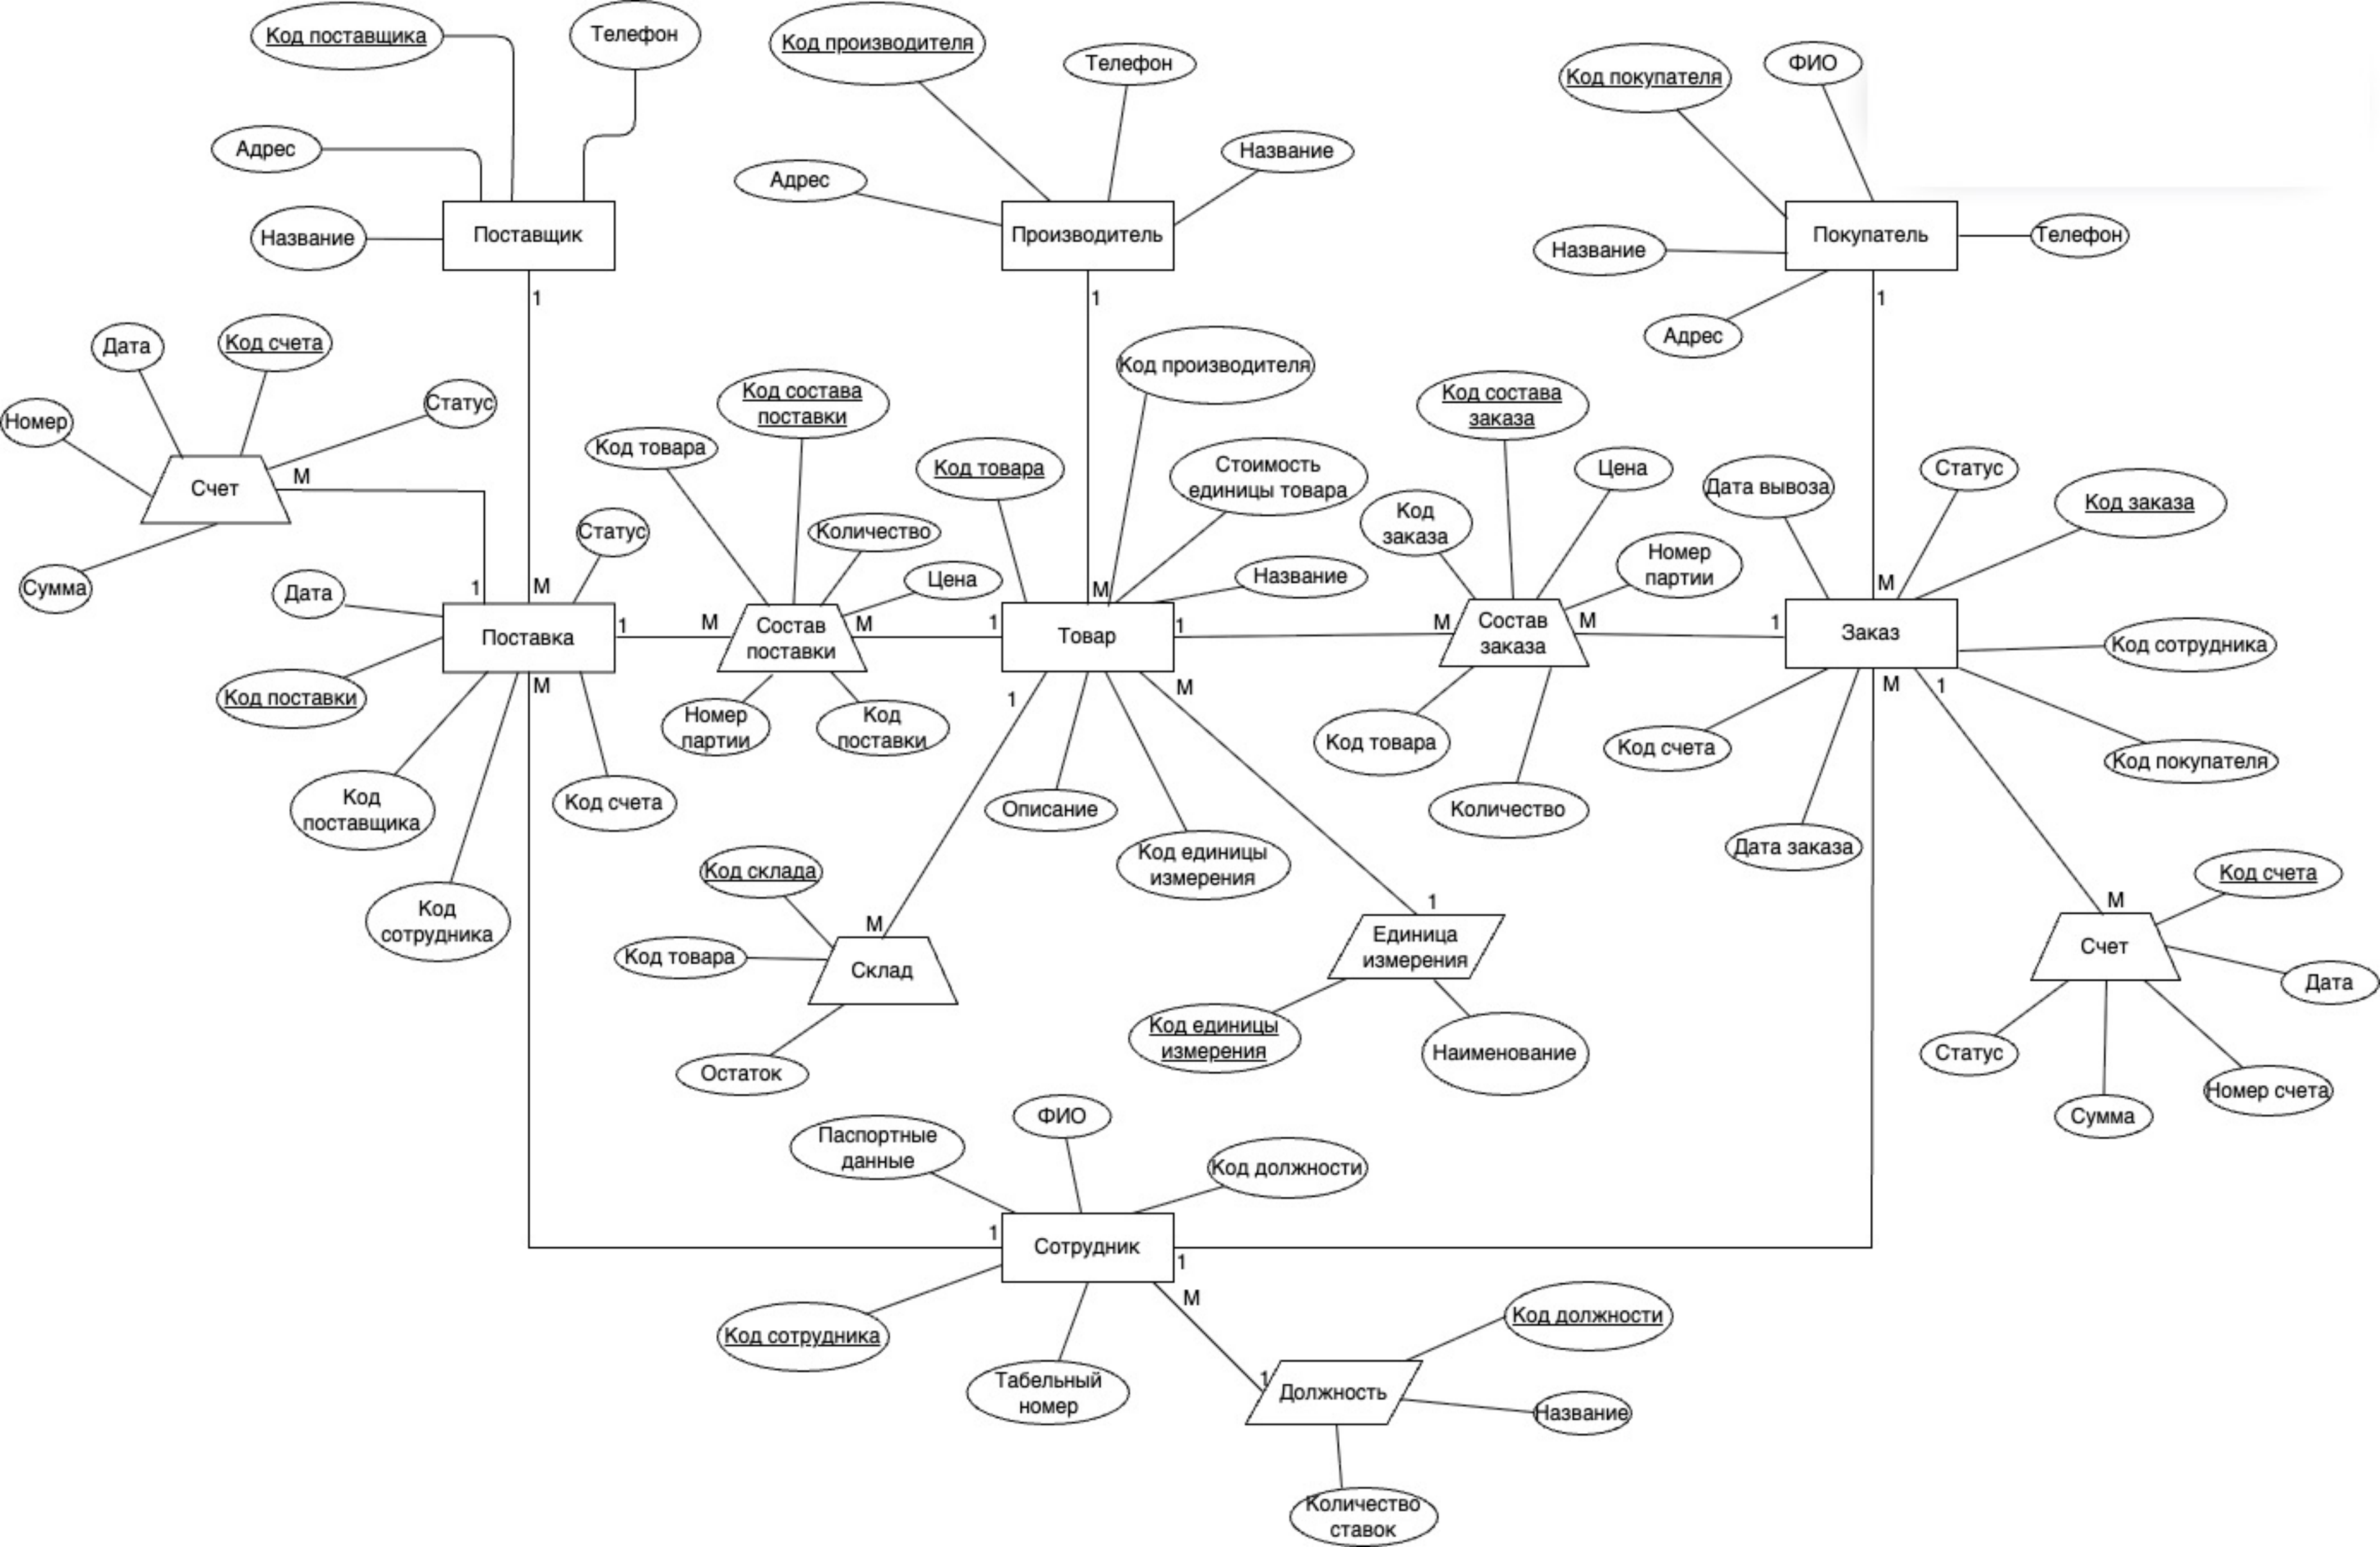 Код поставщика
Телефон
Код производителя
Телефон
Код покупателя
ФИО
Адрес
Адрес
Название
Название
Поставщик
Производитель
Название
Покупатель
Телефон
1
1
1
Адрес
Дата
Код счета
Код производителя
Номер
Статус
Код состава
поставки
Код состава
заказа
Код товара
Код товара
Стоимость
единицы товара
Цена
Дата вывоза
Статус
Код заказа
Счет
М
Статус
Количество
Код
заказа
Номер
партии
Сумма
Дата
1
М
Цена
Название
М
М
Поставка
1
М
Состав
поставки
М
1
Товар
1
М
Состав
заказа
М
1
Заказ
Код сотрудника
Код поставки
М
Номер
партии
Код
поставки
1
М
Код товара
Код счета
М
1
Код покупателя
Код
поставщика
Код счета
Описание
Количество
Код
сотрудника
Код склада
Код единицы
измерения
Дата заказа
Код счета
М
1
М
Код товара
Склад
Единица
измерения
Счет
Дата
Остаток
Код единицы
измерения
Наименование
Статус
Сумма
Номер счета
Паспортные
данные
ФИО
Код должности
1
Сотрудник
1
М
Код сотрудника
Табельный
номер
1
Должность
Код должности
Название
Количество
ставок